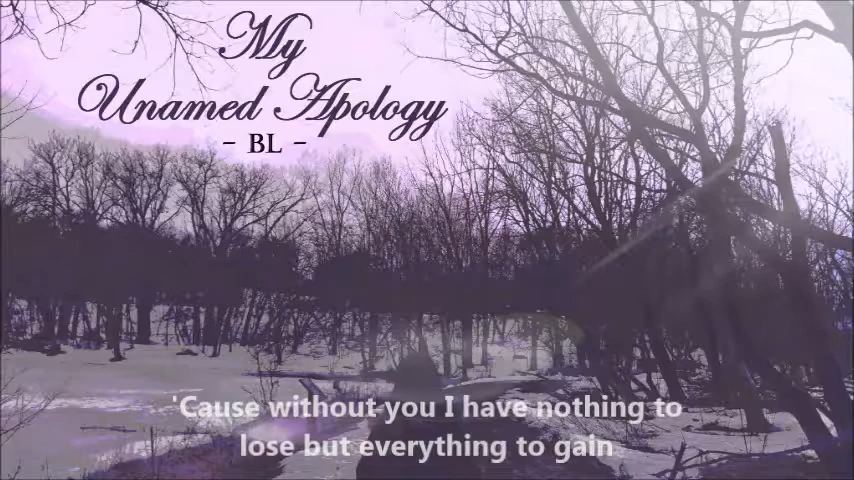 My
Unamed Apology
- BL -
'Cause without you I have nothing to
lose but everything to gain